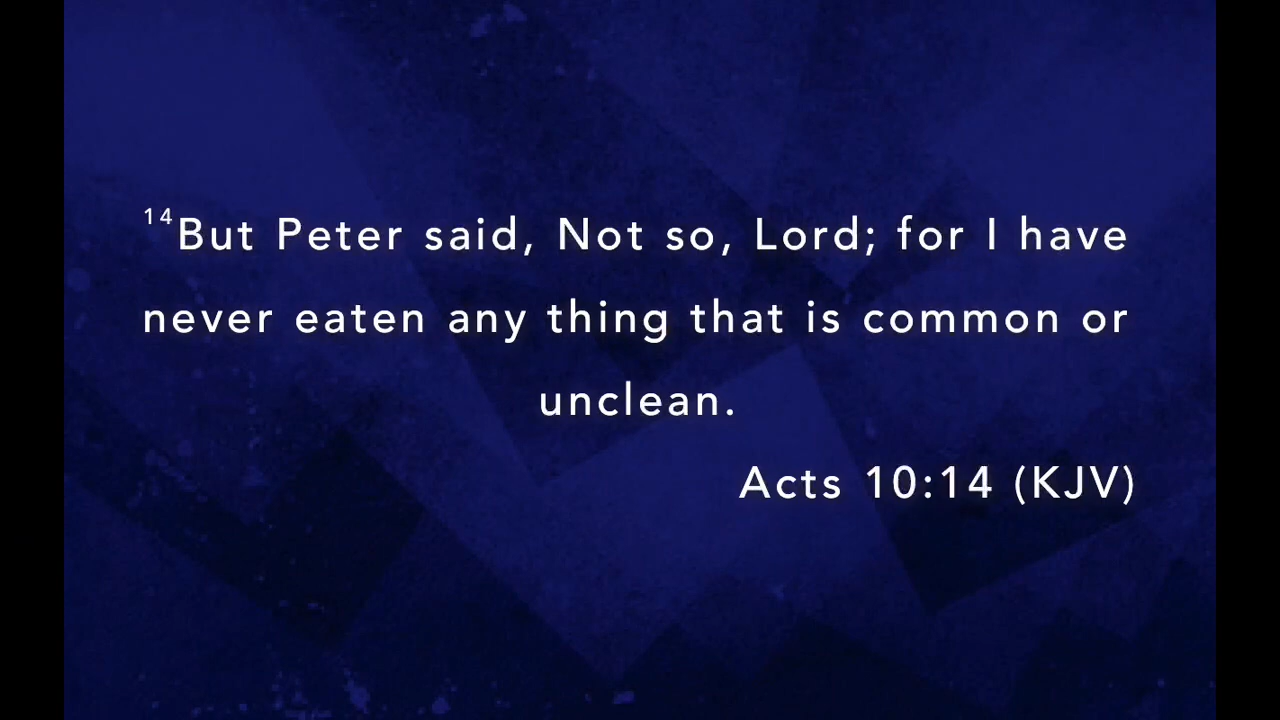 14But Peter said, Not so, Lord; for I have
never eaten any thing that is common or
unclean.
Acts 10:14 (KJV)